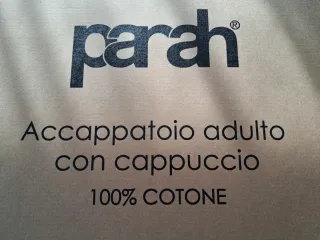 parah®
Accappatoio adulto
con cappuccio
100% COTONE